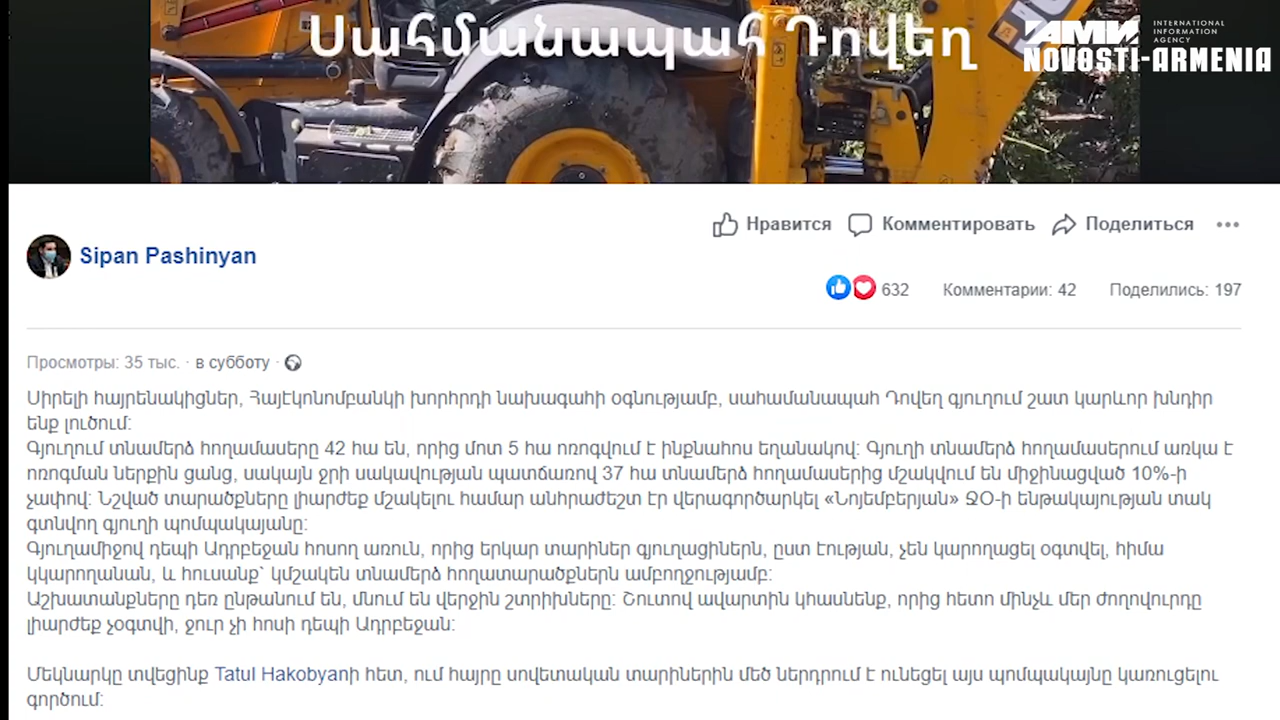 Սահմանապահ Դովեղ
АМИ INTERNATIONAL INFORMATION AGENCY
NOVOSTI-ARMENIA
Нравится Комментировать Поделиться
Sipan Pashinyan
632 Комментарии: 42 Поделились: 197
Просмотры: 35 тыс. · в субботу ·
Սիրելի հայրենակիցներ, Հայէկոնոմբանկի խորհրդի նախագահի օգնությամբ, սահամանապահ Դովեղ գյուղում շատ կարևոր խնդիր
ենք լուծում:
Գյուղում տնամերձ հողամասերը 42 հա են, որից մոտ 5 հա ոռոգվում է ինքնահոս եղանակով: Գյուղի տնամերձ հողամասերում առկա է
ոռոգման ներքին ցանց, սակայն ջրի սակավության պատճառով 37 հա տնամերձ հողամասերից մշակվում են միջինացված 10%-ի
չափով: Նշված տարածքները լիարժեք մշակելու համար անհրաժեշտ էր վերագործարկել «Նոյեմբերյան» ՋՕ-ի ենթակայության տակ
գտնվող գյուղի պոմպակայանը:
Գյուղամիջով դեպի Ադրբեջան հոսող առուն, որից երկար տարիներ գյուղացիներն, ըստ էության, չեն կարողացել օգտվել, հիմա
կկարողանան, և հուսանք` կմշակեն տնամերձ հողատարածքներն ամբողջությամբ:
Աշխատանքները դեռ ընթանում են, մնում են վերջին շտրիխները: Շուտով ավարտին կհասնենք, որից հետո մինչև մեր ժողովուրդը
լիարժեք չօգտվի, ջուր չի հոսի դեպի Ադրբեջան:
Մեկնարկը տվեցինք Tatul Hakobyanի հետ, ում հայրը սովետական տարիներին մեծ ներդրում է ունեցել այս պոմպակայնը կառուցելու
գործում: